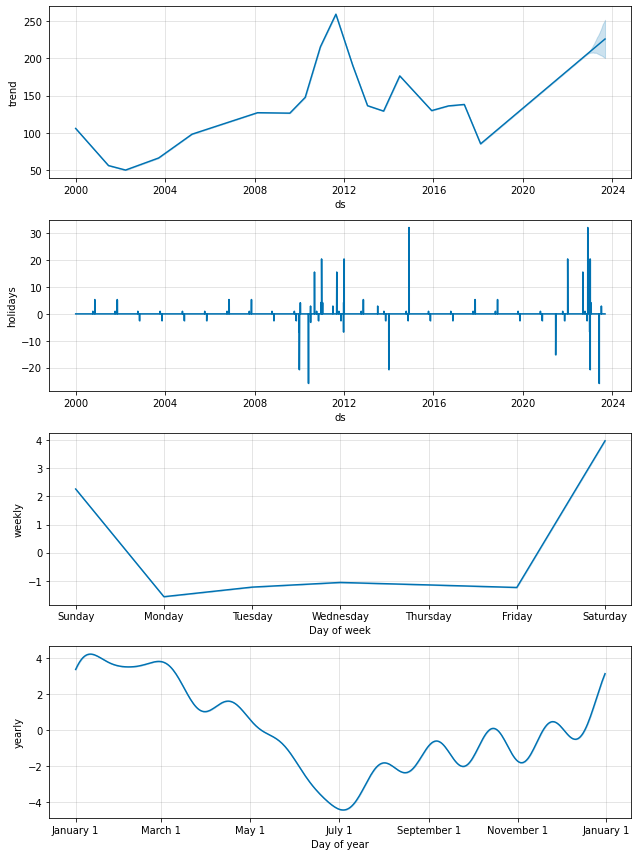 250
200
150
100
50
trend
2000 2004 2008 2012 2016 2020 2024
ds
30
20
10
0
−10
−20
holidays
2000 2004 2008 2012 2016 2020 2024
ds
4
3
2
1
0
−1
weekly
Sunday Monday Tuesday Wednesday Thursday Friday Saturday
Day of week
4
2
0
−2
−4
yearly
January 1 March 1 May 1 July 1 September 1 November 1 January 1
Day of year